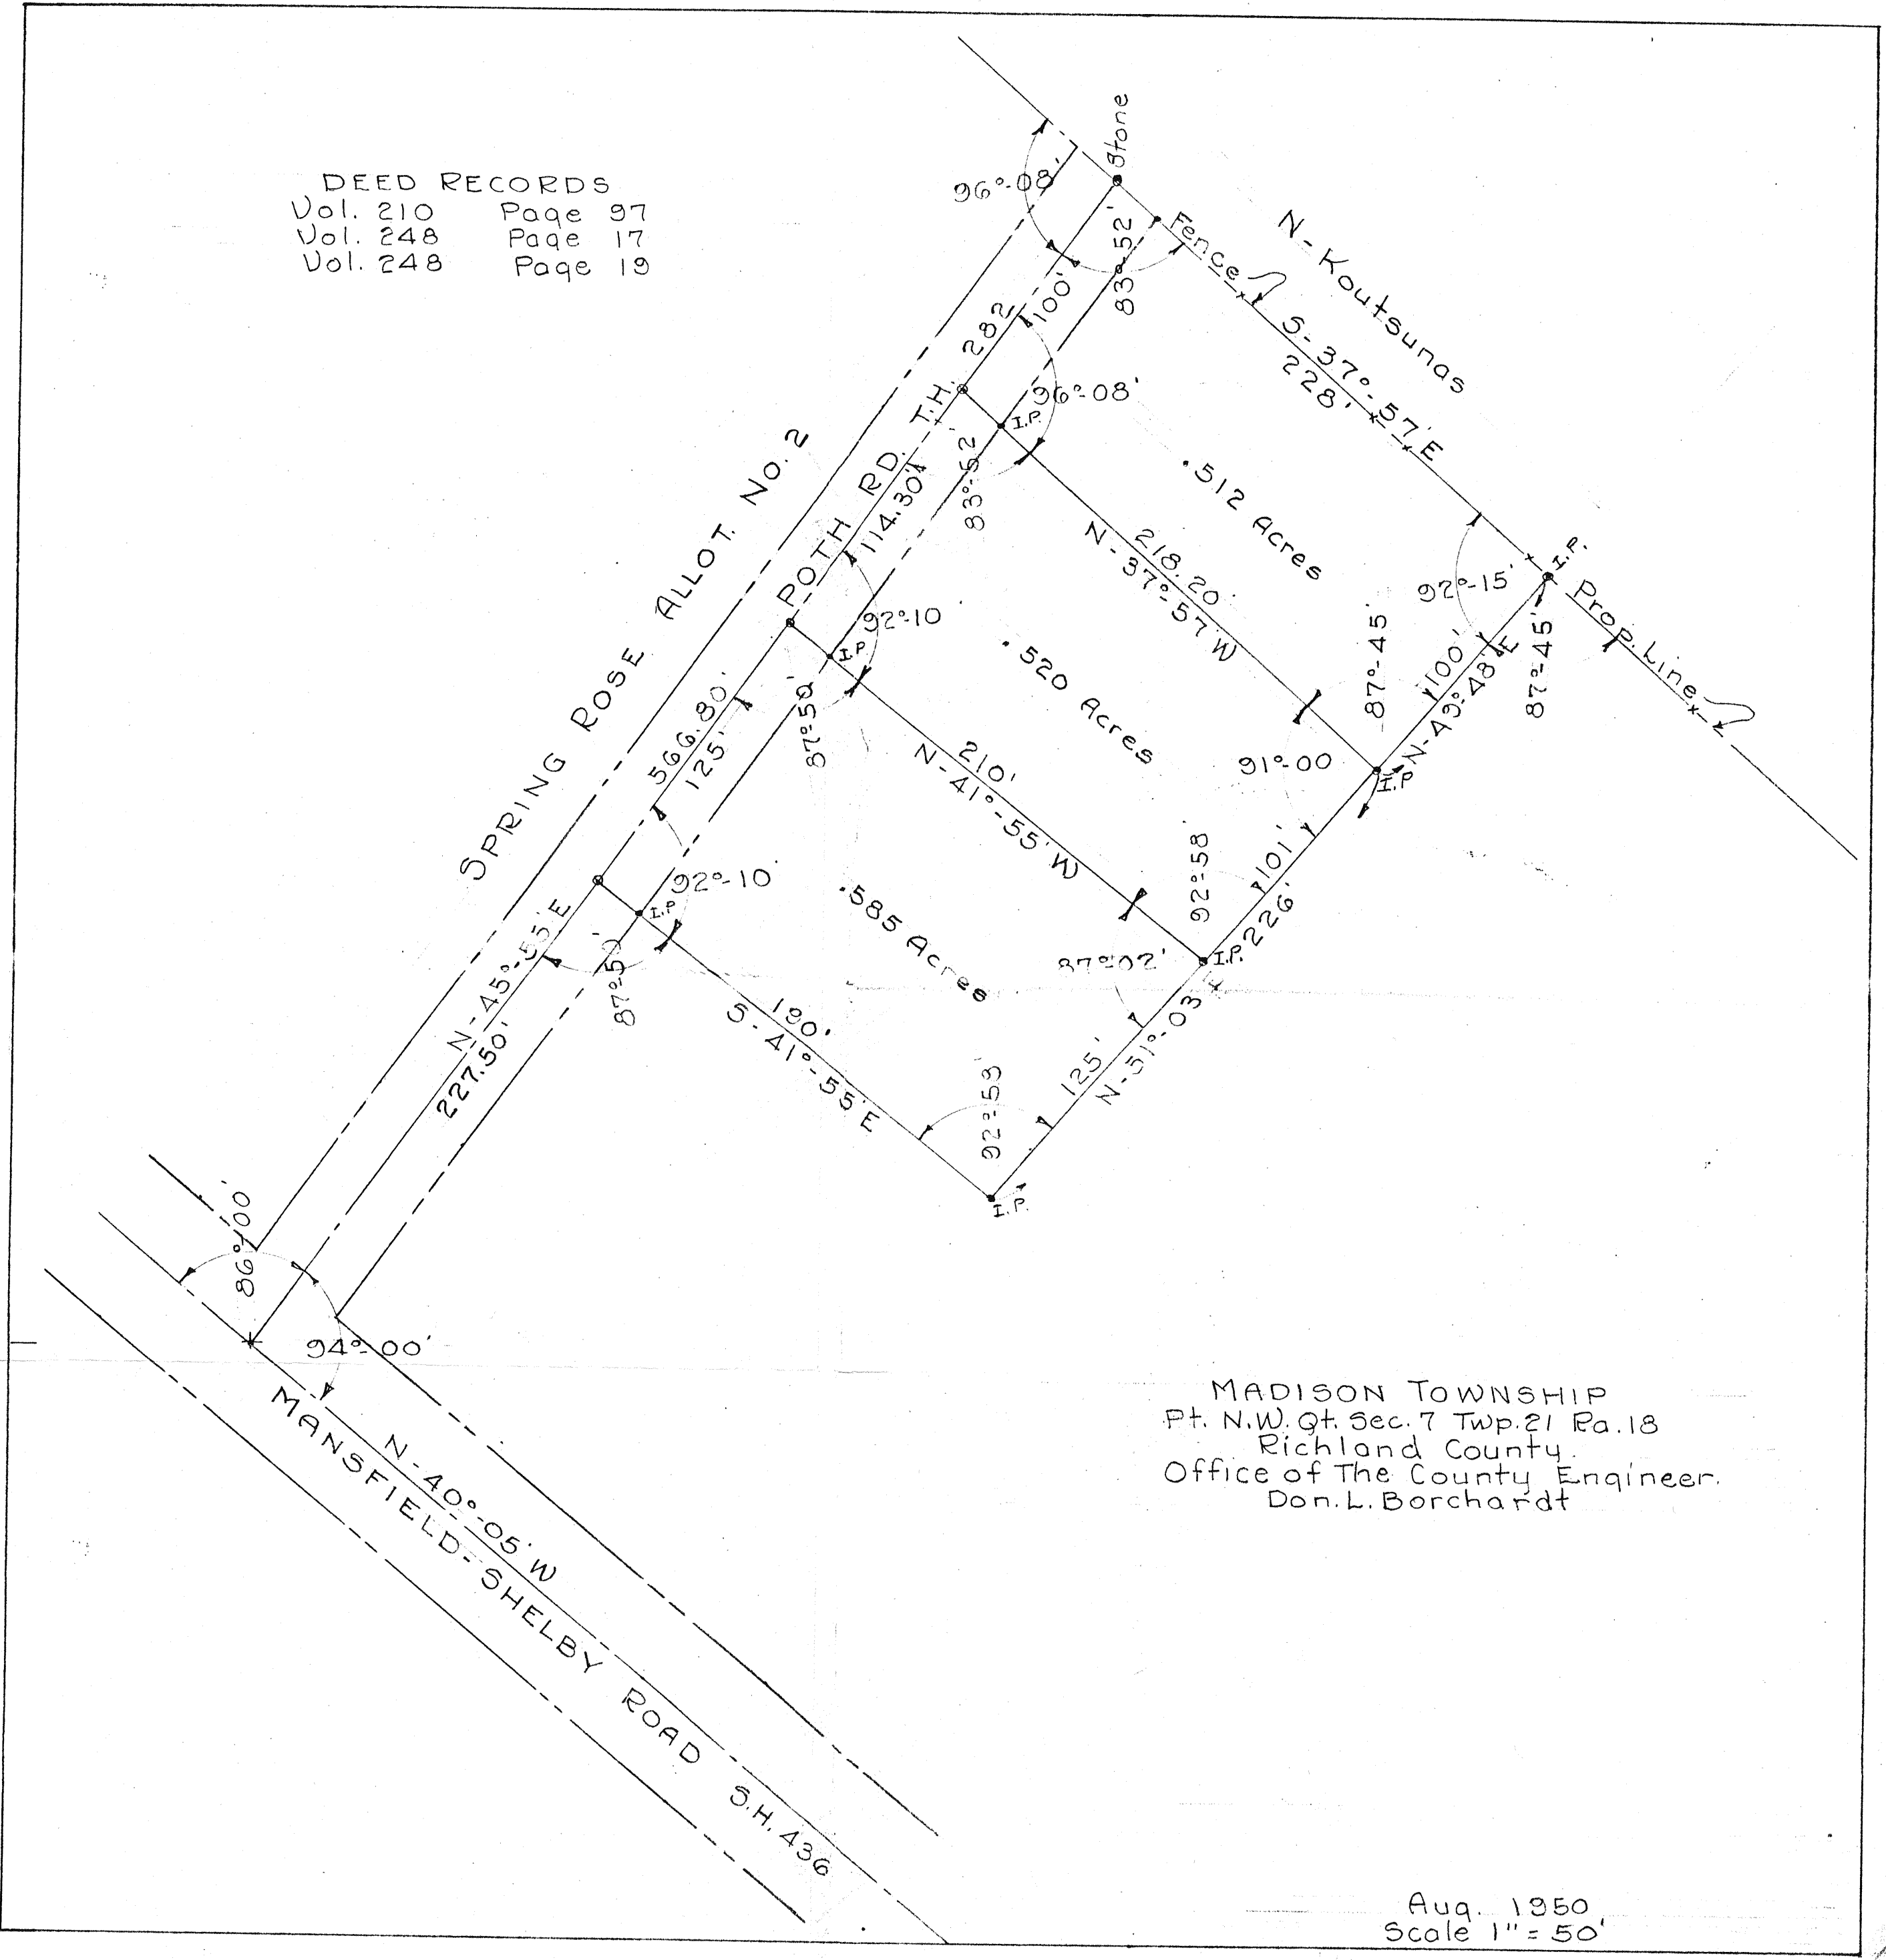 DEED RECORDS
Vol. 210 Page 97
Vol. 248 Page 17
Vol. 248 Page 19
96°-08'
Stone
83°-52'
Fence
N-Koutsunas
S-37°-57'E
228'
100'
T.H. 282
96°-08'
I.P.
83°-52'
.512 Acres
218.20'
N-37°-57'W
92°-15'
I.P.
Prop. Line
87°-45'
87°-45'
100'
N-49°-48'E
SPRING ROSE ALLOT. No. 2
POTH RD.
114.30'
92°-10'
I.P.
87°-50'
.520 Acres
210'
N-41°-55'W
91°-00
I.P.
101'
226'
92°-58'
566.80'
125'
92°-10'
I.P.
87°-50'
.585 Acres
87°-02'
I.P.
N-45°-55'E
227.50'
190'
S-41°-55'E
125'
N-51°-03'E
92°-58'
I.P.
86°-00'
94°-00'
N-40°-05'W
MANSFIELD-SHELBY ROAD S.H. 436
MADISON TOWNSHIP
Pt. N.W. Qt. Sec. 7 Twp. 21 Ra. 18
Richland County.
Office of The County Engineer.
Don. L. Borchardt
Aug. 1950
Scale 1" = 50'